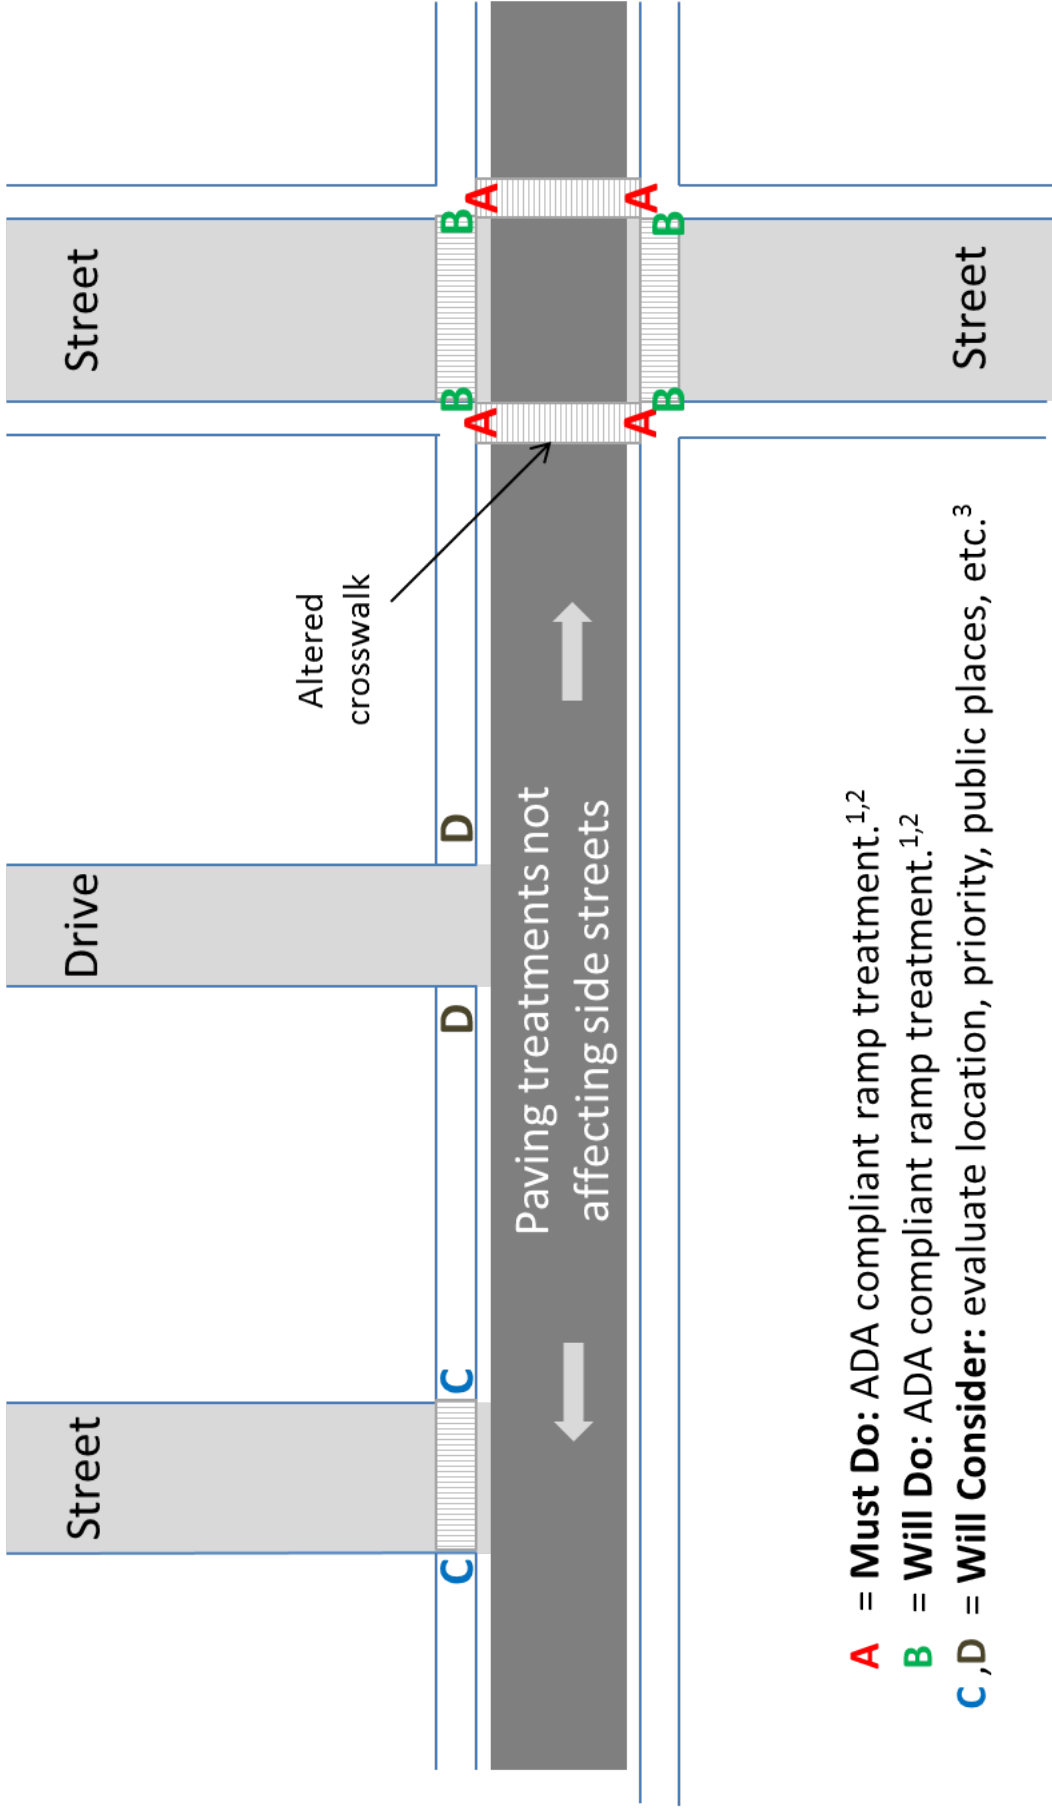 Street Drive Street
Altered
crosswalk
C C D D B B
A A
Paving treatments not
affecting side streets
A A
B B
A = Must Do: ADA compliant ramp treatment.1,2
B = Will Do: ADA compliant ramp treatment.1,2
C ,D = Will Consider: evaluate location, priority, public places, etc.3
Street